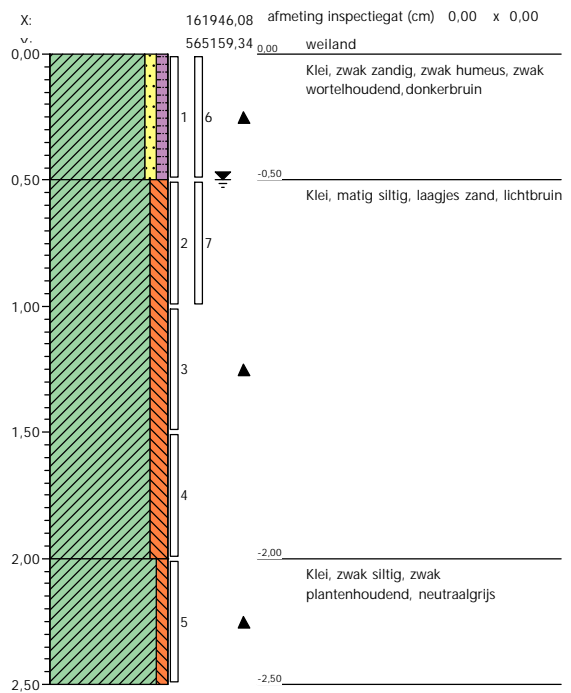 X: 161946,08 afmeting inspectiegat (cm) 0,00 x 0,00
565159,34 0,00 weiland
0,00
Klei, zwak zandig, zwak humeus, zwak
wortelhoudend, donkerbruin
1 6
0,50 -0,50
Klei, matig siltig, laagjes zand, lichtbruin
2 7
1,00
3
1,50
4
2,00 -2,00
Klei, zwak siltig, zwak
plantenhoudend, neutraalgrijs
5
2,50 -2,50